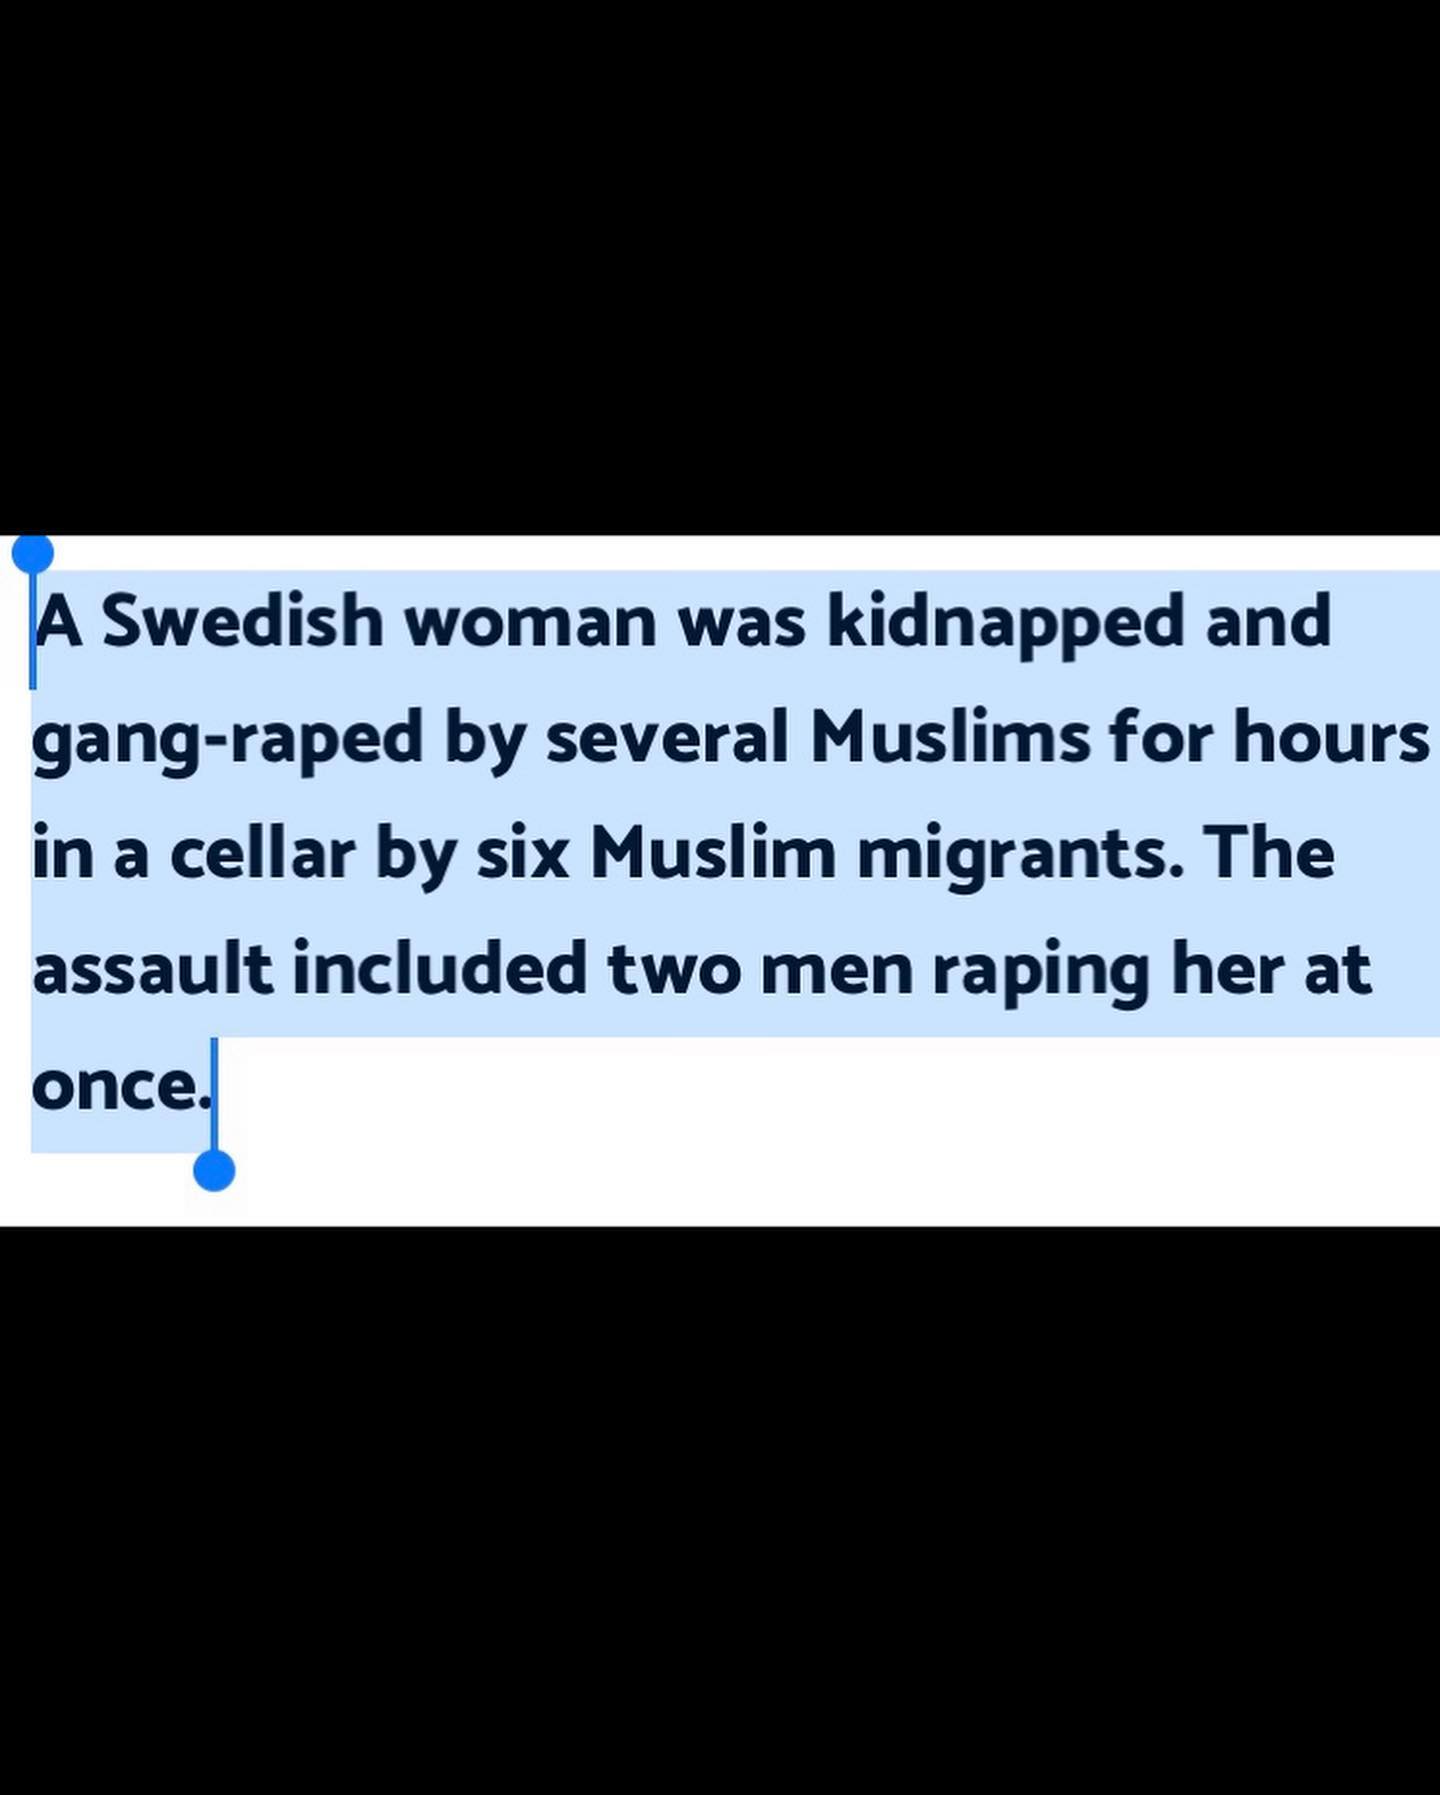 A Swedish woman was kidnapped and
gang-raped by several Muslims for hours
in a cellar by six Muslim migrants. The
assault included two men raping her at
once.